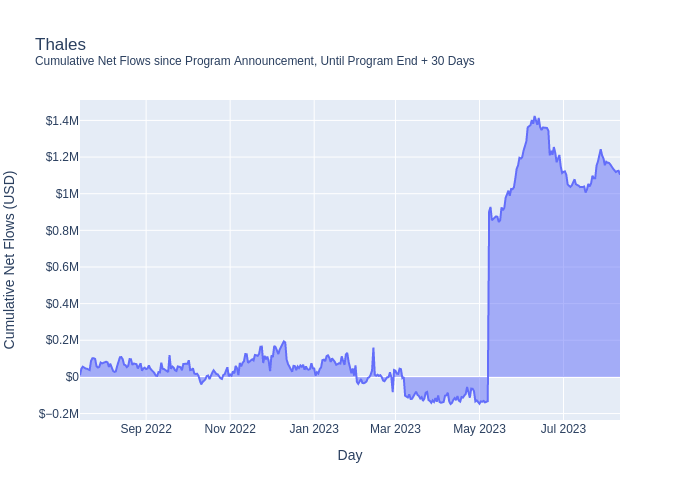 Thales
Cumulative Net Flows since Program Announcement, Until Program End + 30 Days
$1.4M
$1.2M
$1M
$0.8M
$0.6M
$0.4M
$0.2M
$0
$−0.2M
Cumulative Net Flows (USD)
Sep 2022 Nov 2022 Jan 2023 Mar 2023 May 2023 Jul 2023
Day